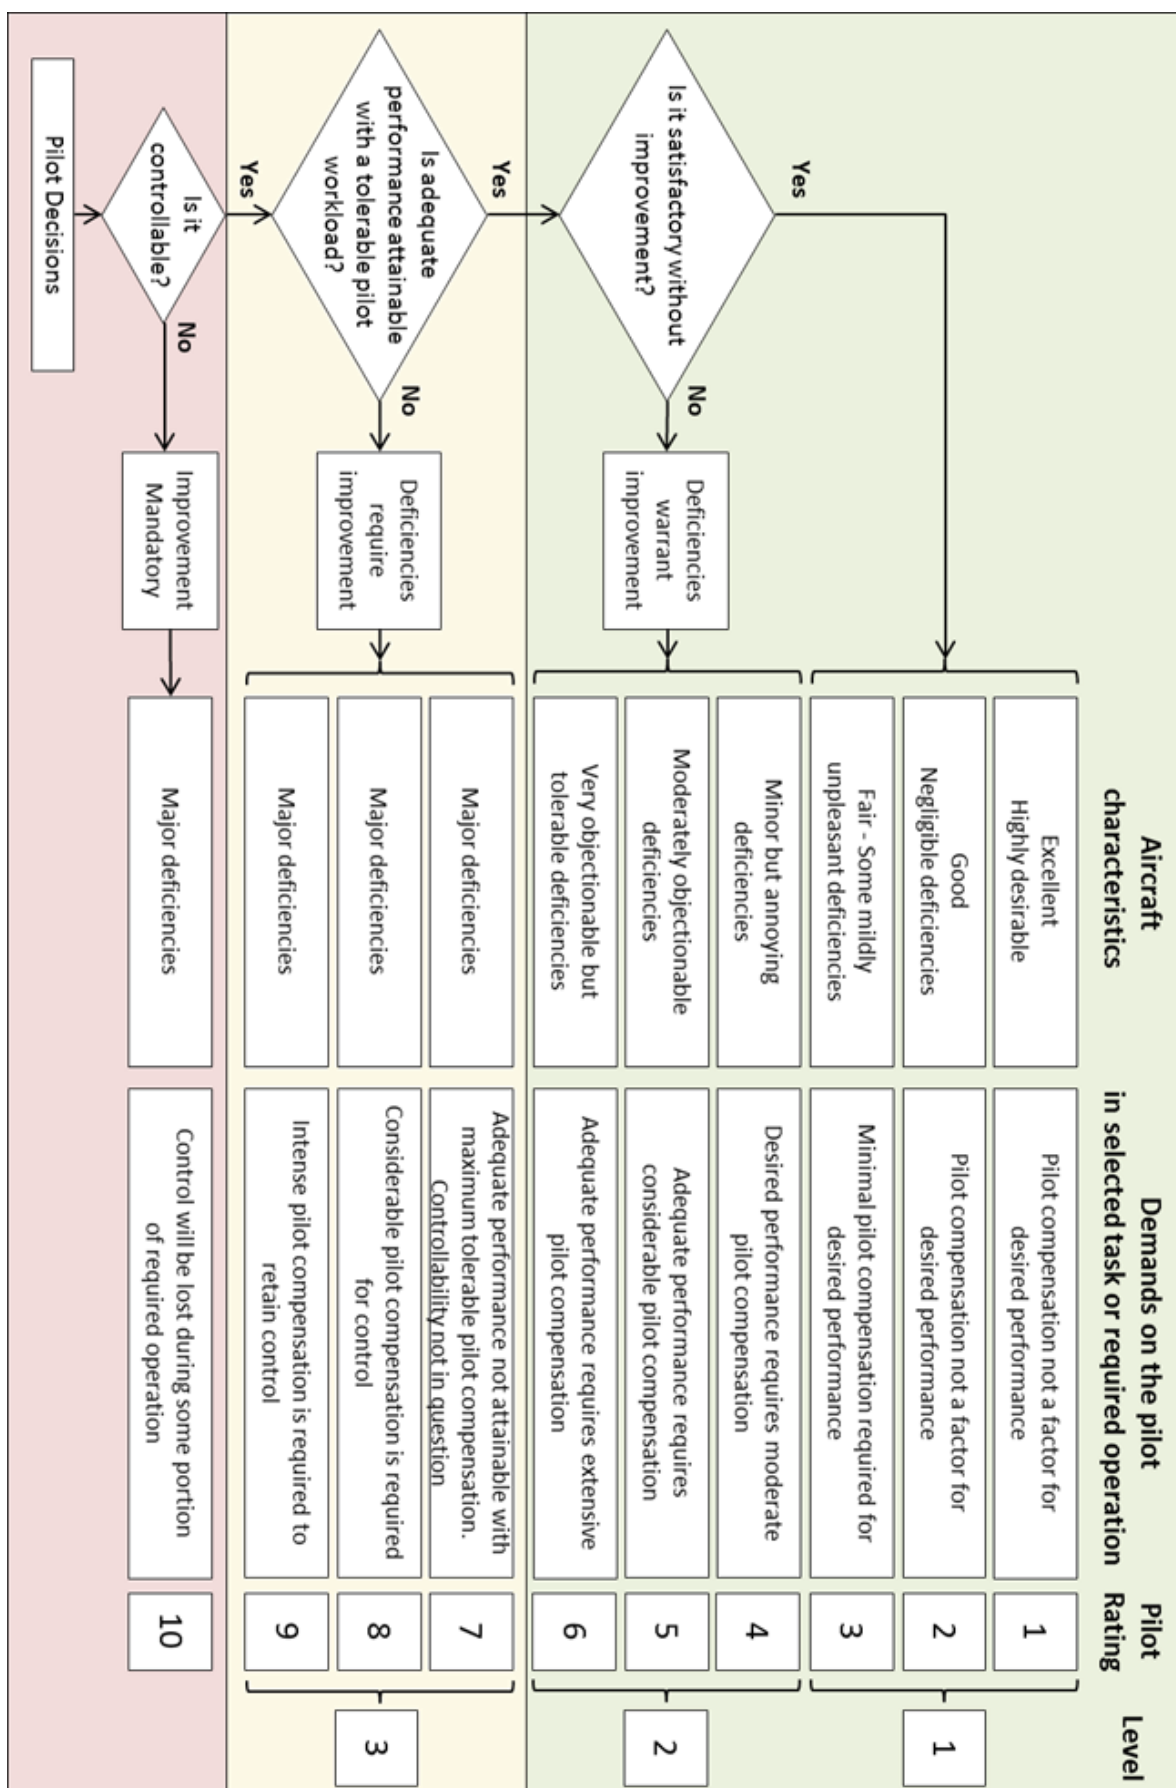 Aircraft
characteristics
Demands on the pilot
in selected task or required operation
Pilot
Rating
Level
Yes
Excellent
Highly desirable
Pilot compensation not a factor for
desired performance
1
Good
Negligible deficiencies
Pilot compensation not a factor for
desired performance
2
1
Fair - Some mildly
unpleasant deficiencies
Minimal pilot compensation required for
desired performance
3
Is it satisfactory without
improvement?
No
Deficiencies
warrant
improvement
Minor but annoying
deficiencies
Desired performance requires moderate
pilot compensation
4
Moderately objectionable
deficiencies
Adequate performance requires
considerable pilot compensation
5
2
Very objectionable but
tolerable deficiencies
Adequate performance requires extensive
pilot compensation
6
Yes
Is adequate
performance attainable
with a tolerable pilot
workload?
No
Deficiencies
require
improvement
Major deficiencies
Adequate performance not attainable with
maximum tolerable pilot compensation.
Controllability not in question
7
Major deficiencies
Considerable pilot compensation is required
for control
8
3
Major deficiencies
Intense pilot compensation is required to
retain control
9
Yes
Is it
controllable?
No
Improvement
Mandatory
Major deficiencies
Control will be lost during some portion
of required operation
10
Pilot Decisions